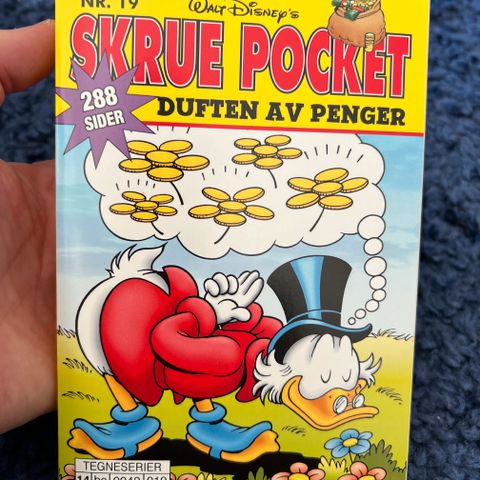 NR. 19
WALT DISNEY'S
SKRUE POCKET
288
SIDER
DUFTEN AV PENGER
TEGNESERIER